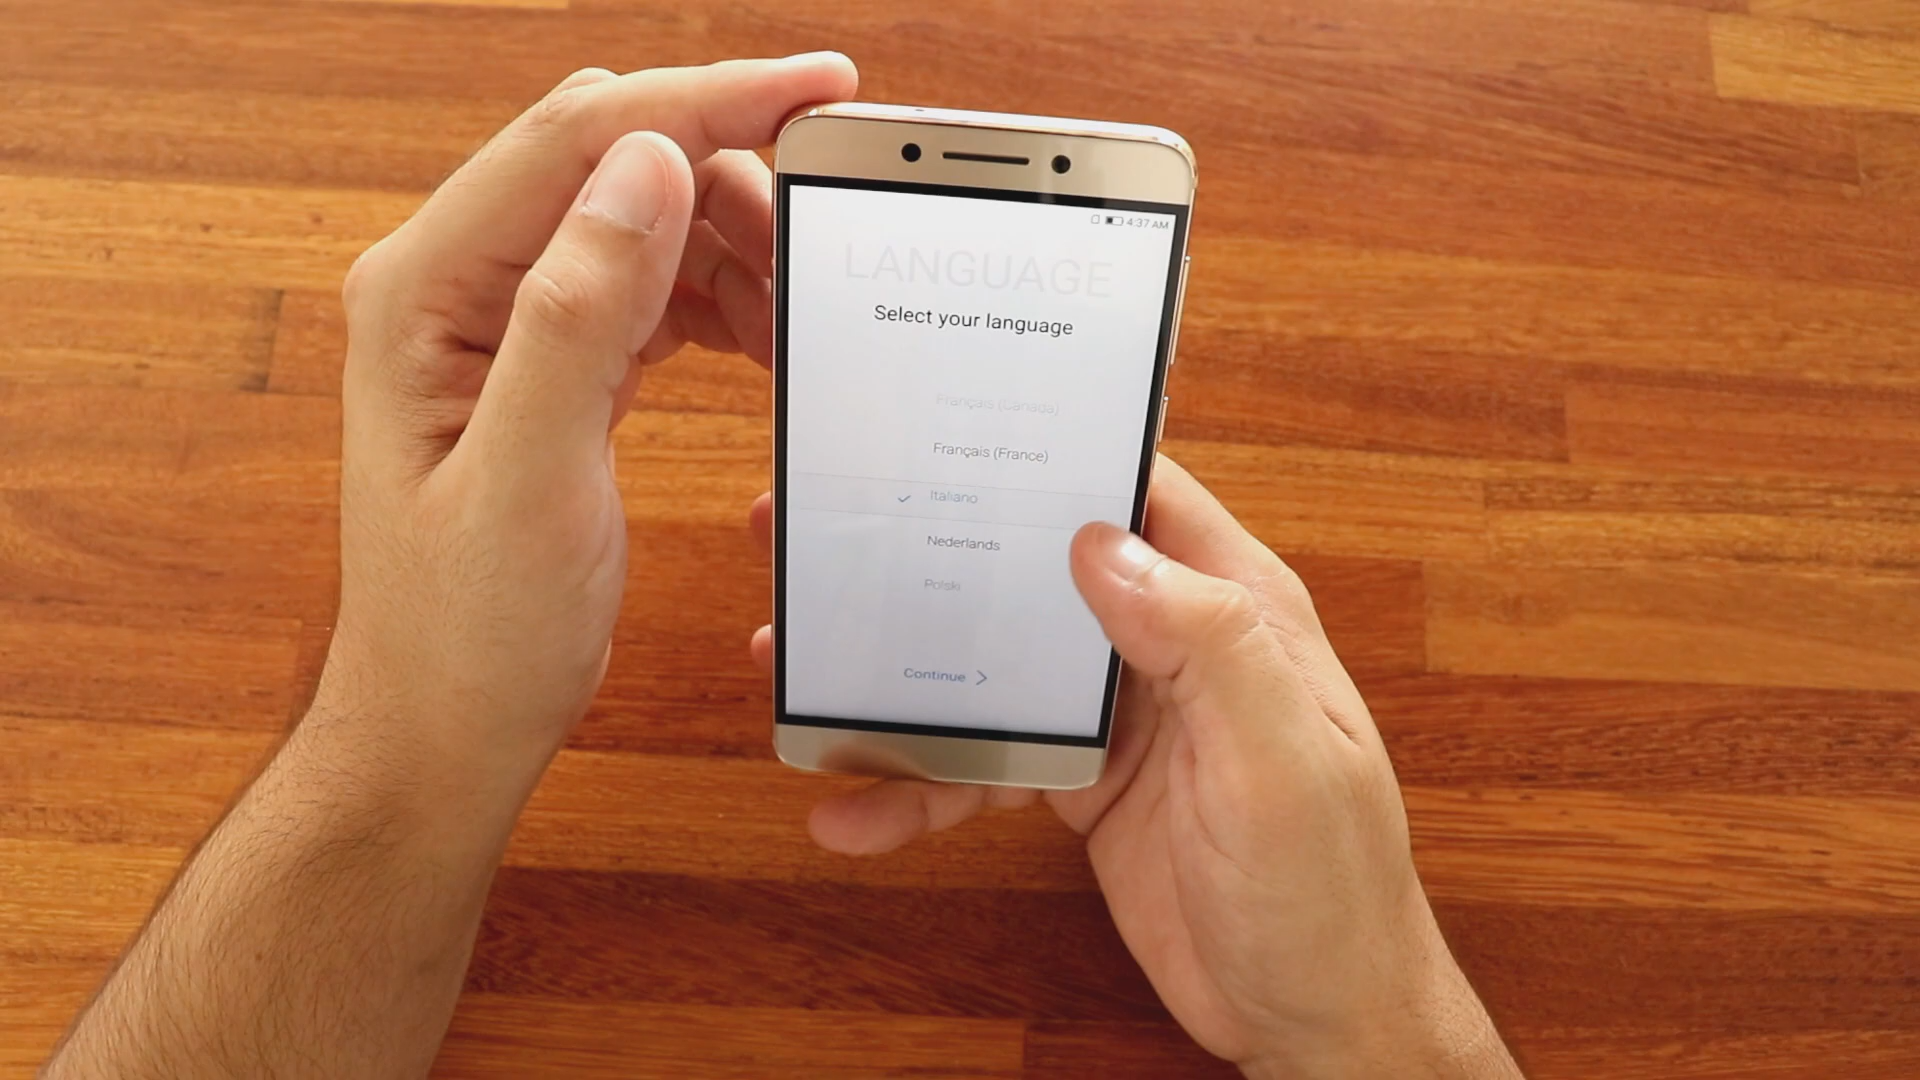 4:37 AM
LANGUAGE
Select your language
Français (Canada)
Français (France)
Italiano
Nederlands
Polski
Continue